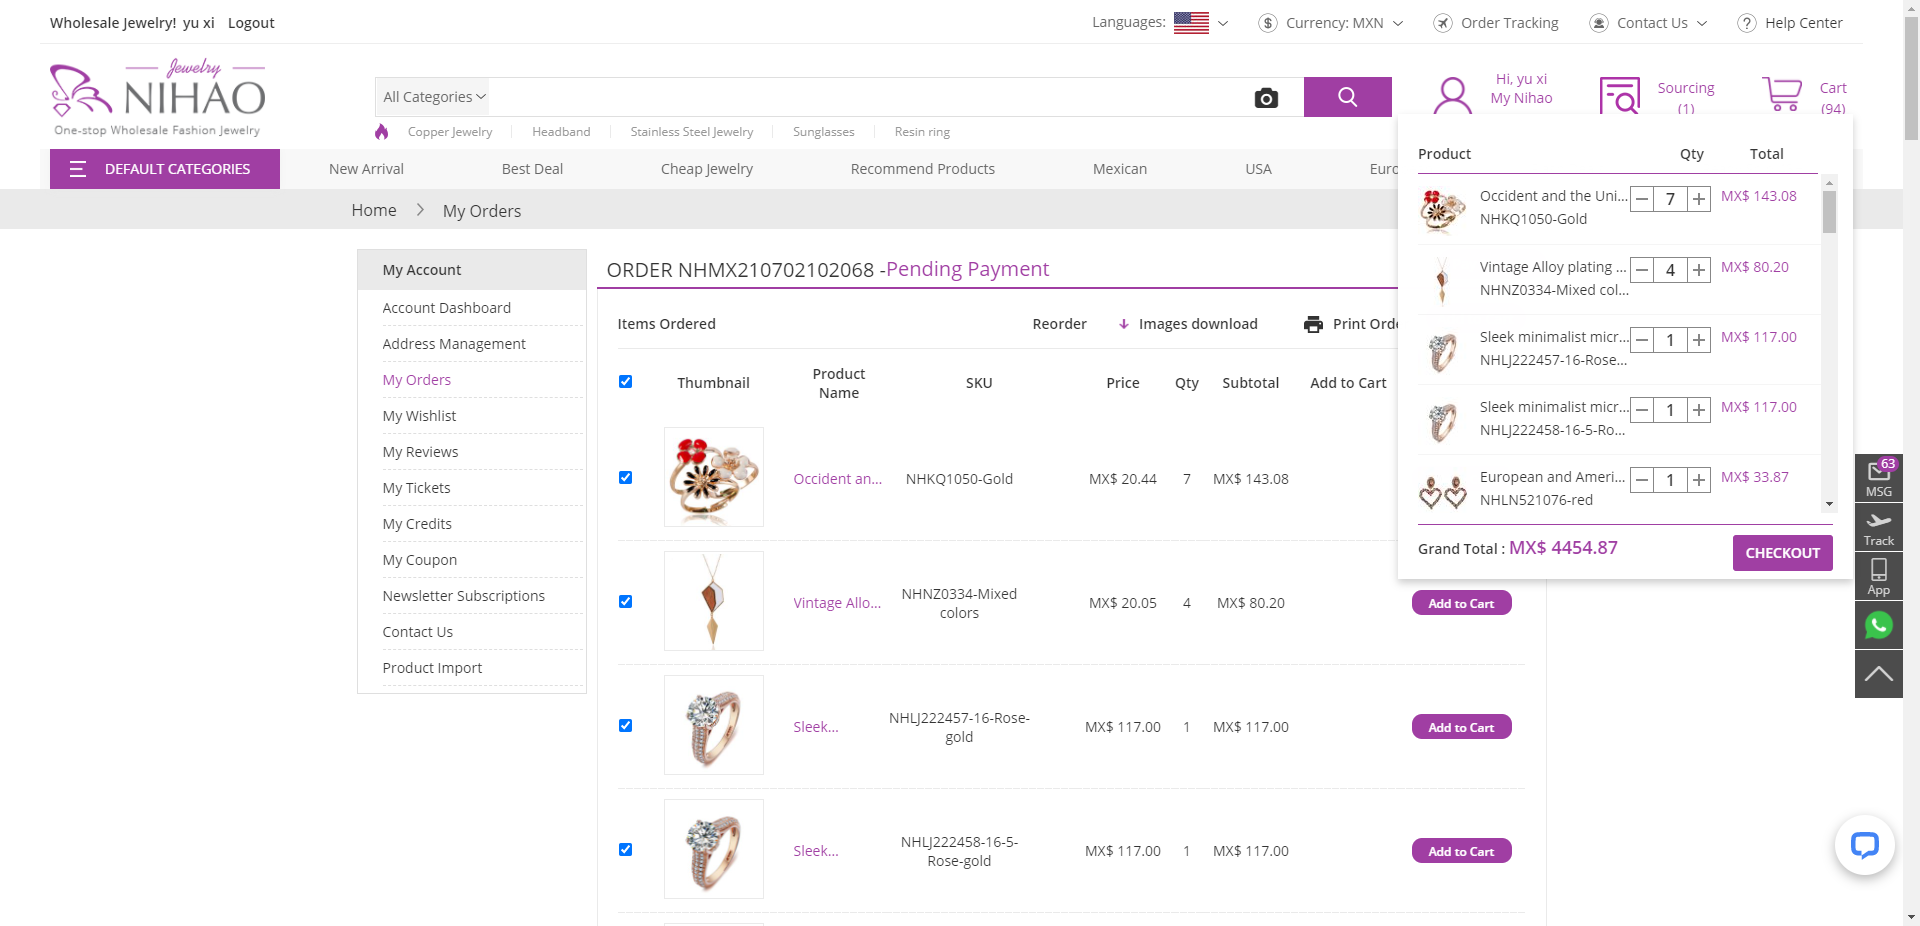 Wholesale Jewelry! yu xi Logout
Languages:
$ Currency: MXN
Order Tracking
Contact Us
? Help Center
Jewelry
NIHAO
One-stop Wholesale Fashion Jewelry
All Categories
Hi, yu xi
My Nihao
Sourcing
(1)
Cart
(94)
Copper Jewelry
Headband
Stainless Steel Jewelry
Sunglasses
Resin ring
DEFAULT CATEGORIES
New Arrival
Best Deal
Cheap Jewelry
Recommend Products
Mexican
USA
Euro
Home > My Orders
My Account
Account Dashboard
Address Management
My Orders
My Wishlist
My Reviews
My Tickets
My Credits
My Coupon
Newsletter Subscriptions
Contact Us
Product Import
ORDER NHMX210702102068 -Pending Payment
Items Ordered
Reorder
Images download
Print Orde
Thumbnail
Product
Name
SKU
Price
Qty
Subtotal
Add to Cart
Occident an...
NHKQ1050-Gold
MX$ 20.44
7
MX$ 143.08
Vintage Allo...
NHNZ0334-Mixed
colors
MX$ 20.05
4
MX$ 80.20
Add to Cart
Sleek...
NHLJ222457-16-Rose-
gold
MX$ 117.00
1
MX$ 117.00
Add to Cart
Sleek...
NHLJ222458-16-5-
Rose-gold
MX$ 117.00
1
MX$ 117.00
Add to Cart
Product
Qty
Total
Occident and the Uni...
NHKQ1050-Gold
7
MX$ 143.08
Vintage Alloy plating ...
NHNZ0334-Mixed col...
4
MX$ 80.20
Sleek minimalist micr...
NHLJ222457-16-Rose...
1
MX$ 117.00
Sleek minimalist micr...
NHLJ222458-16-5-Ro...
1
MX$ 117.00
European and Ameri...
NHLN521076-red
1
MX$ 33.87
Grand Total : MX$ 4454.87
CHECKOUT
63
MSG
Track
App